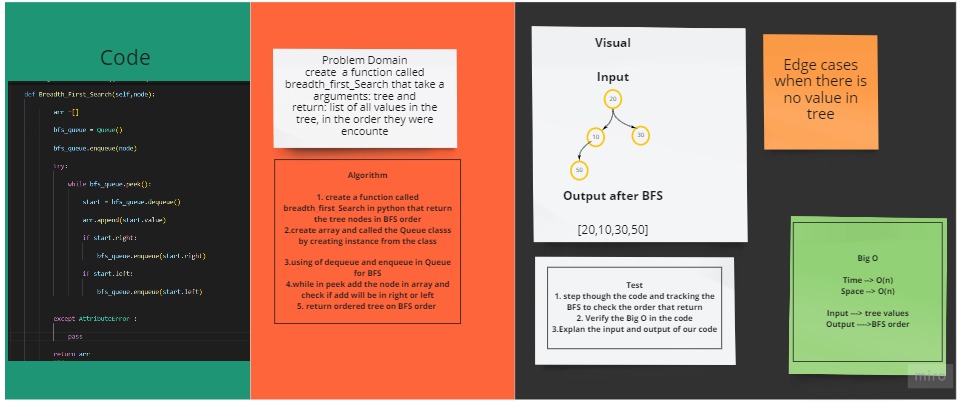 Code
def Breadth_First_Search(self,node):
arr =[]
bfs_queue = Queue()
bfs_queue.enqueue(node)
try:
while bfs_queue.peek():
start = bfs_queue.dequeue()
arr.append(start.value)
if start.right:
bfs_queue.enqueue(start.right)
if start.left:
bfs_queue.enqueue(start.left)
except AttributeError :
pass
return arr
Problem Domain
create a function called
breadth_first_Search that take a
arguments: tree and
return: list of all values in the
tree, in the order they were
encounte
Algorithm
1. create a function called
breadth_first_Search in python that return
the tree nodes in BFS order
2.create array and called the Queue classs
by creating instance from the class
3.using of dequeue and enqueue in Queue
for BFS
4.while in peek add the node in array and
check if add will be in right or left
5. return ordered tree on BFS order
Visual
Input
20
10
30
50
Output after BFS
[20,10,30,50]
Test
1. step though the code and tracking the
BFS to check the order that return
2. Verify the Big O in the code
3.Explan the input and output of our code
Edge cases
when there is
no value in
tree
Big O
Time --> O(n)
Space --> O(n)
Input ---> tree values
Output ---->BFS order
miro